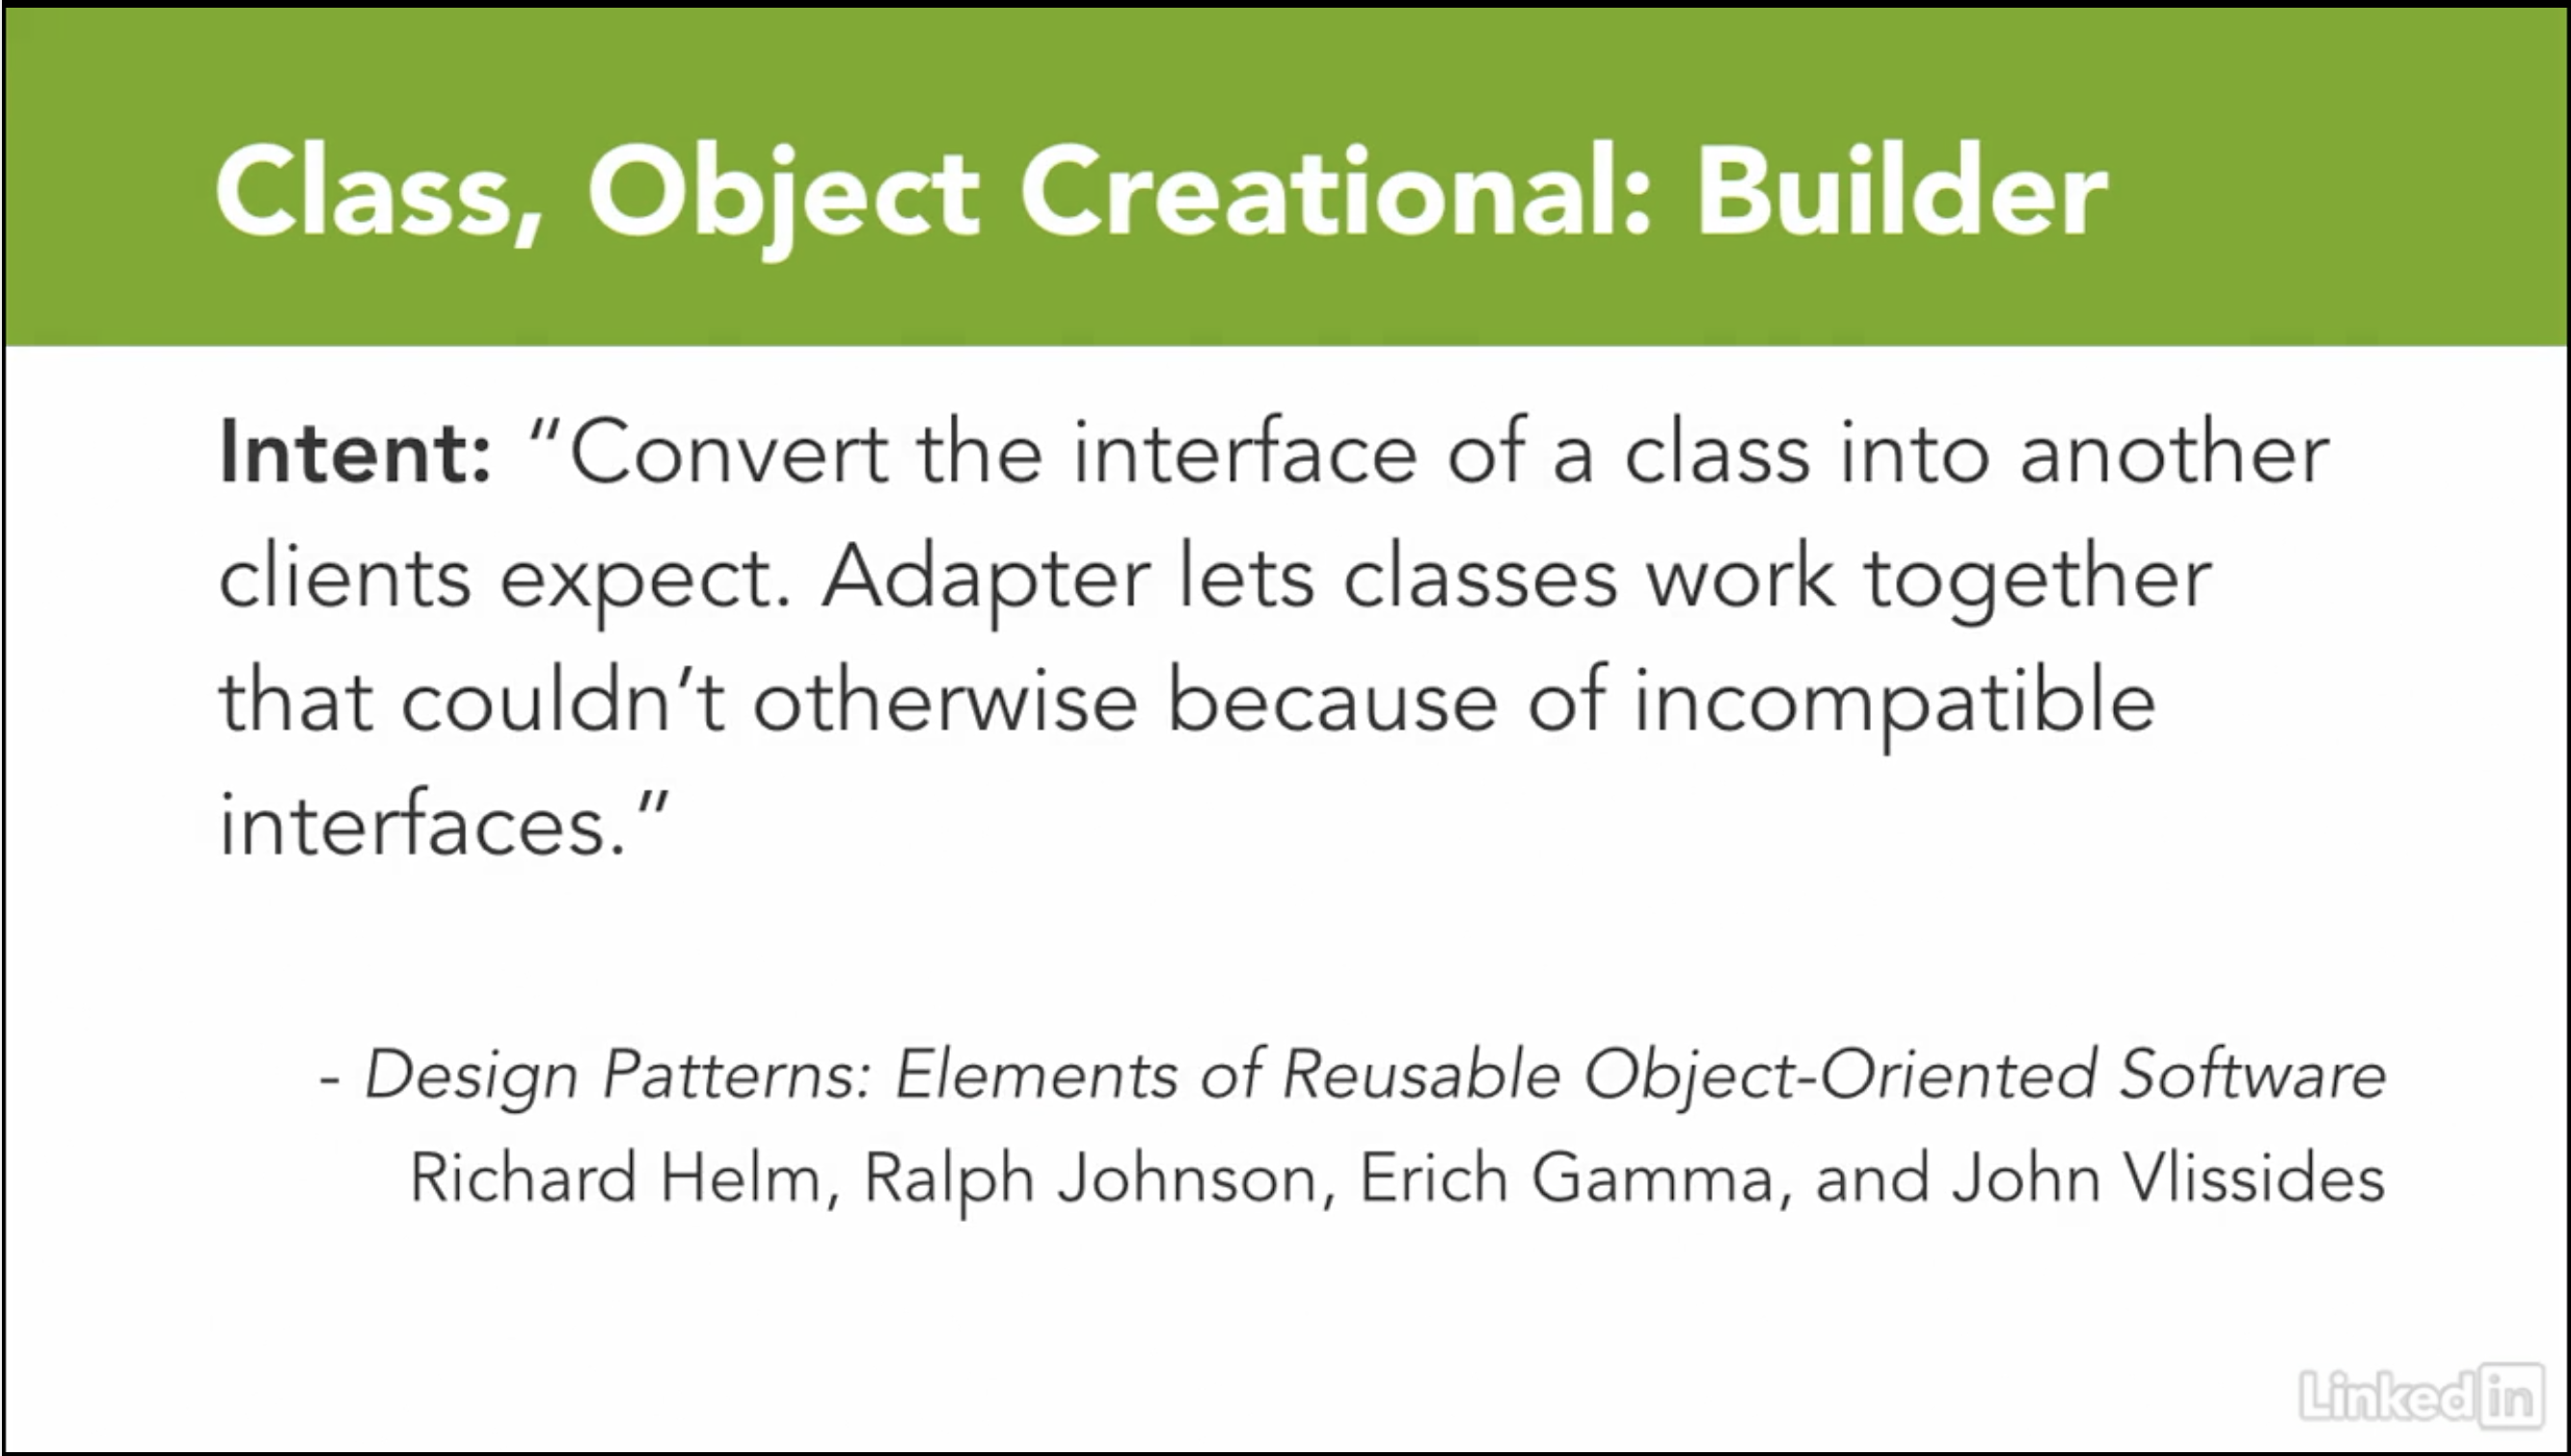 Class, Object Creational: Builder
Intent: “Convert the interface of a class into another
clients expect. Adapter lets classes work together
that couldn’t otherwise because of incompatible
interfaces.”
- Design Patterns: Elements of Reusable Object-Oriented Software
Richard Helm, Ralph Johnson, Erich Gamma, and John Vlissides
Linked in